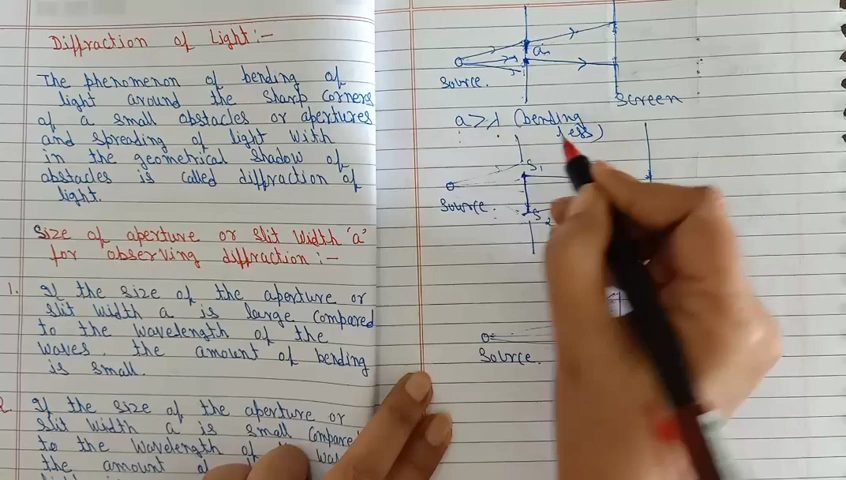 Diffraction of Light:-
The phenomenon of bending of
light around the sharp corners
of a small obstacles or apertures
and spreading of light with
in the geometrical shadow of
obstacles is called diffraction of
light.
Size of aperture or slit width 'a'
for observing diffraction :-
1. If the size of the aperture or
slit width a is large compared
to the wavelength of the
waves. the amount of bending
is small.
2. If the size of the aperture or
slit width a is small compare
to the wavelength of the wav
the amount of
a
Source.
Screen
a>>λ (bending
less)
S1
Source.
S2
Source.